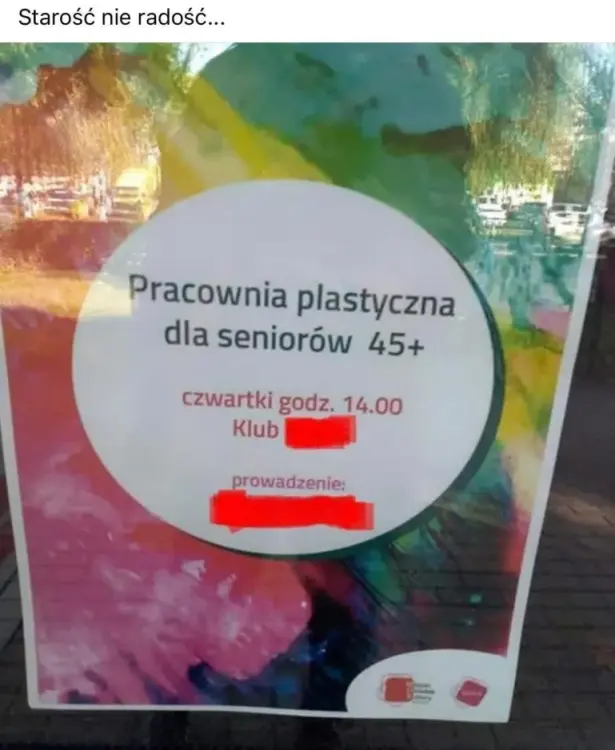 Starość nie radość...
Pracownia plastyczna
dla seniorów 45+
czwartki godz. 14.00
Klub
prowadzenie: